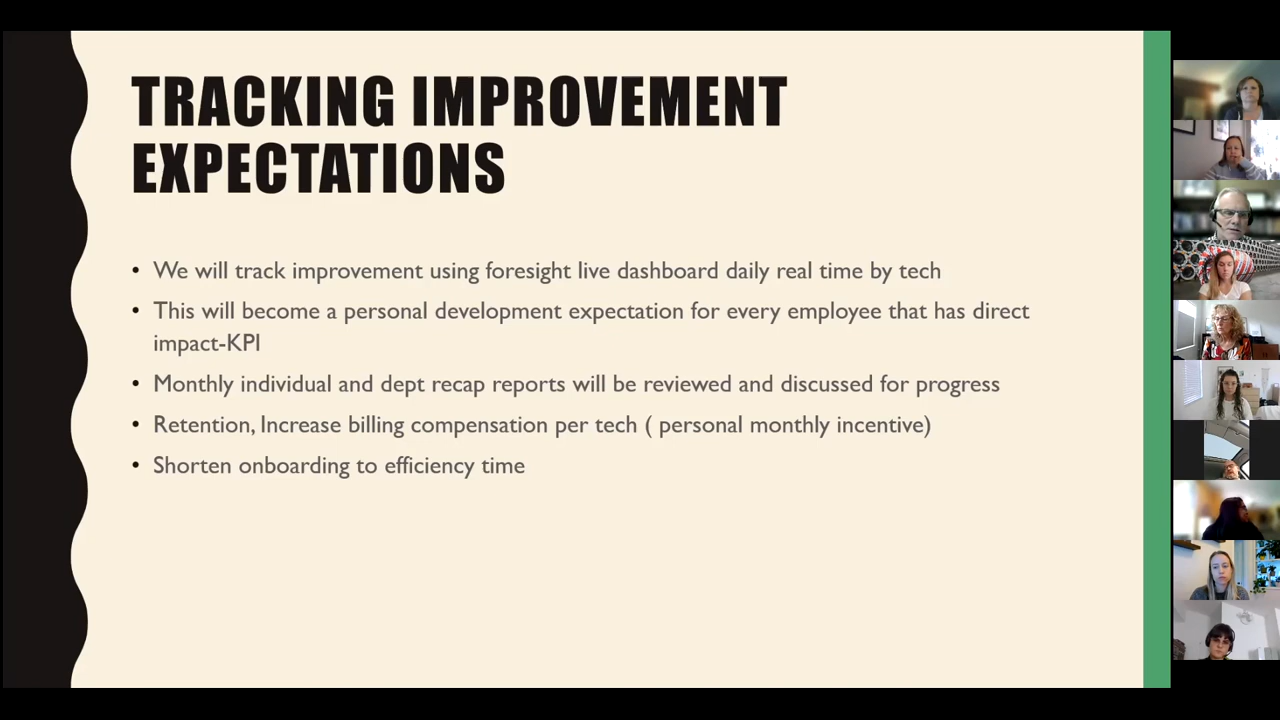 TRACKING IMPROVEMENT
EXPECTATIONS
• We will track improvement using foresight live dashboard daily real time by tech
• This will become a personal development expectation for every employee that has direct
impact-KPI
• Monthly individual and dept recap reports will be reviewed and discussed for progress
• Retention, Increase billing compensation per tech ( personal monthly incentive)
• Shorten onboarding to efficiency time